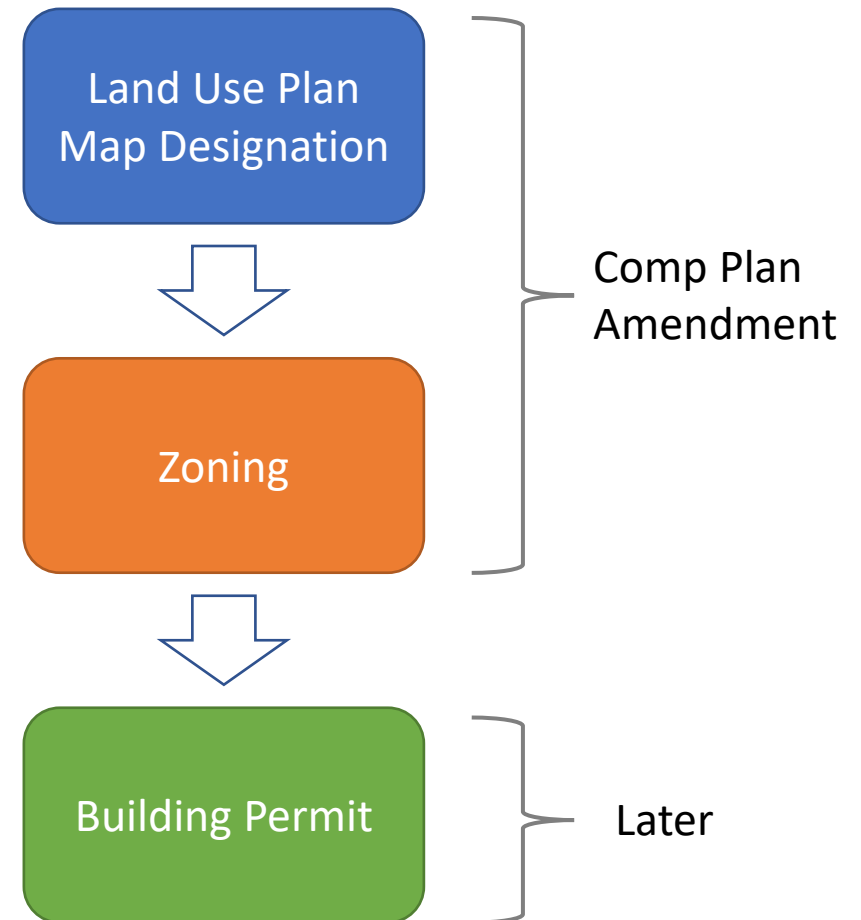 Land Use Plan
Map Designation
Comp Plan
Amendment
Zoning
Building Permit
Later